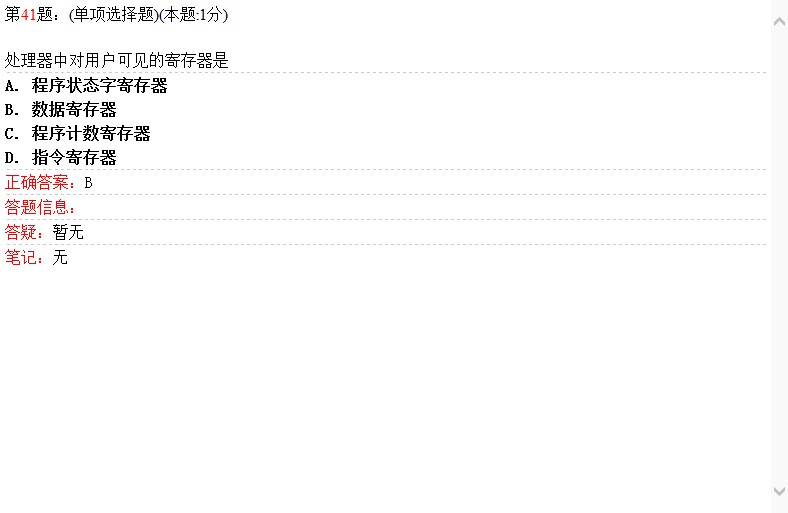 第41题：(单项选择题)(本题:1分)
处理器中对用户可见的寄存器是
A. 程序状态字寄存器
B. 数据寄存器
C. 程序计数寄存器
D. 指令寄存器
正确答案：B
答题信息：
答疑：暂无
笔记：无